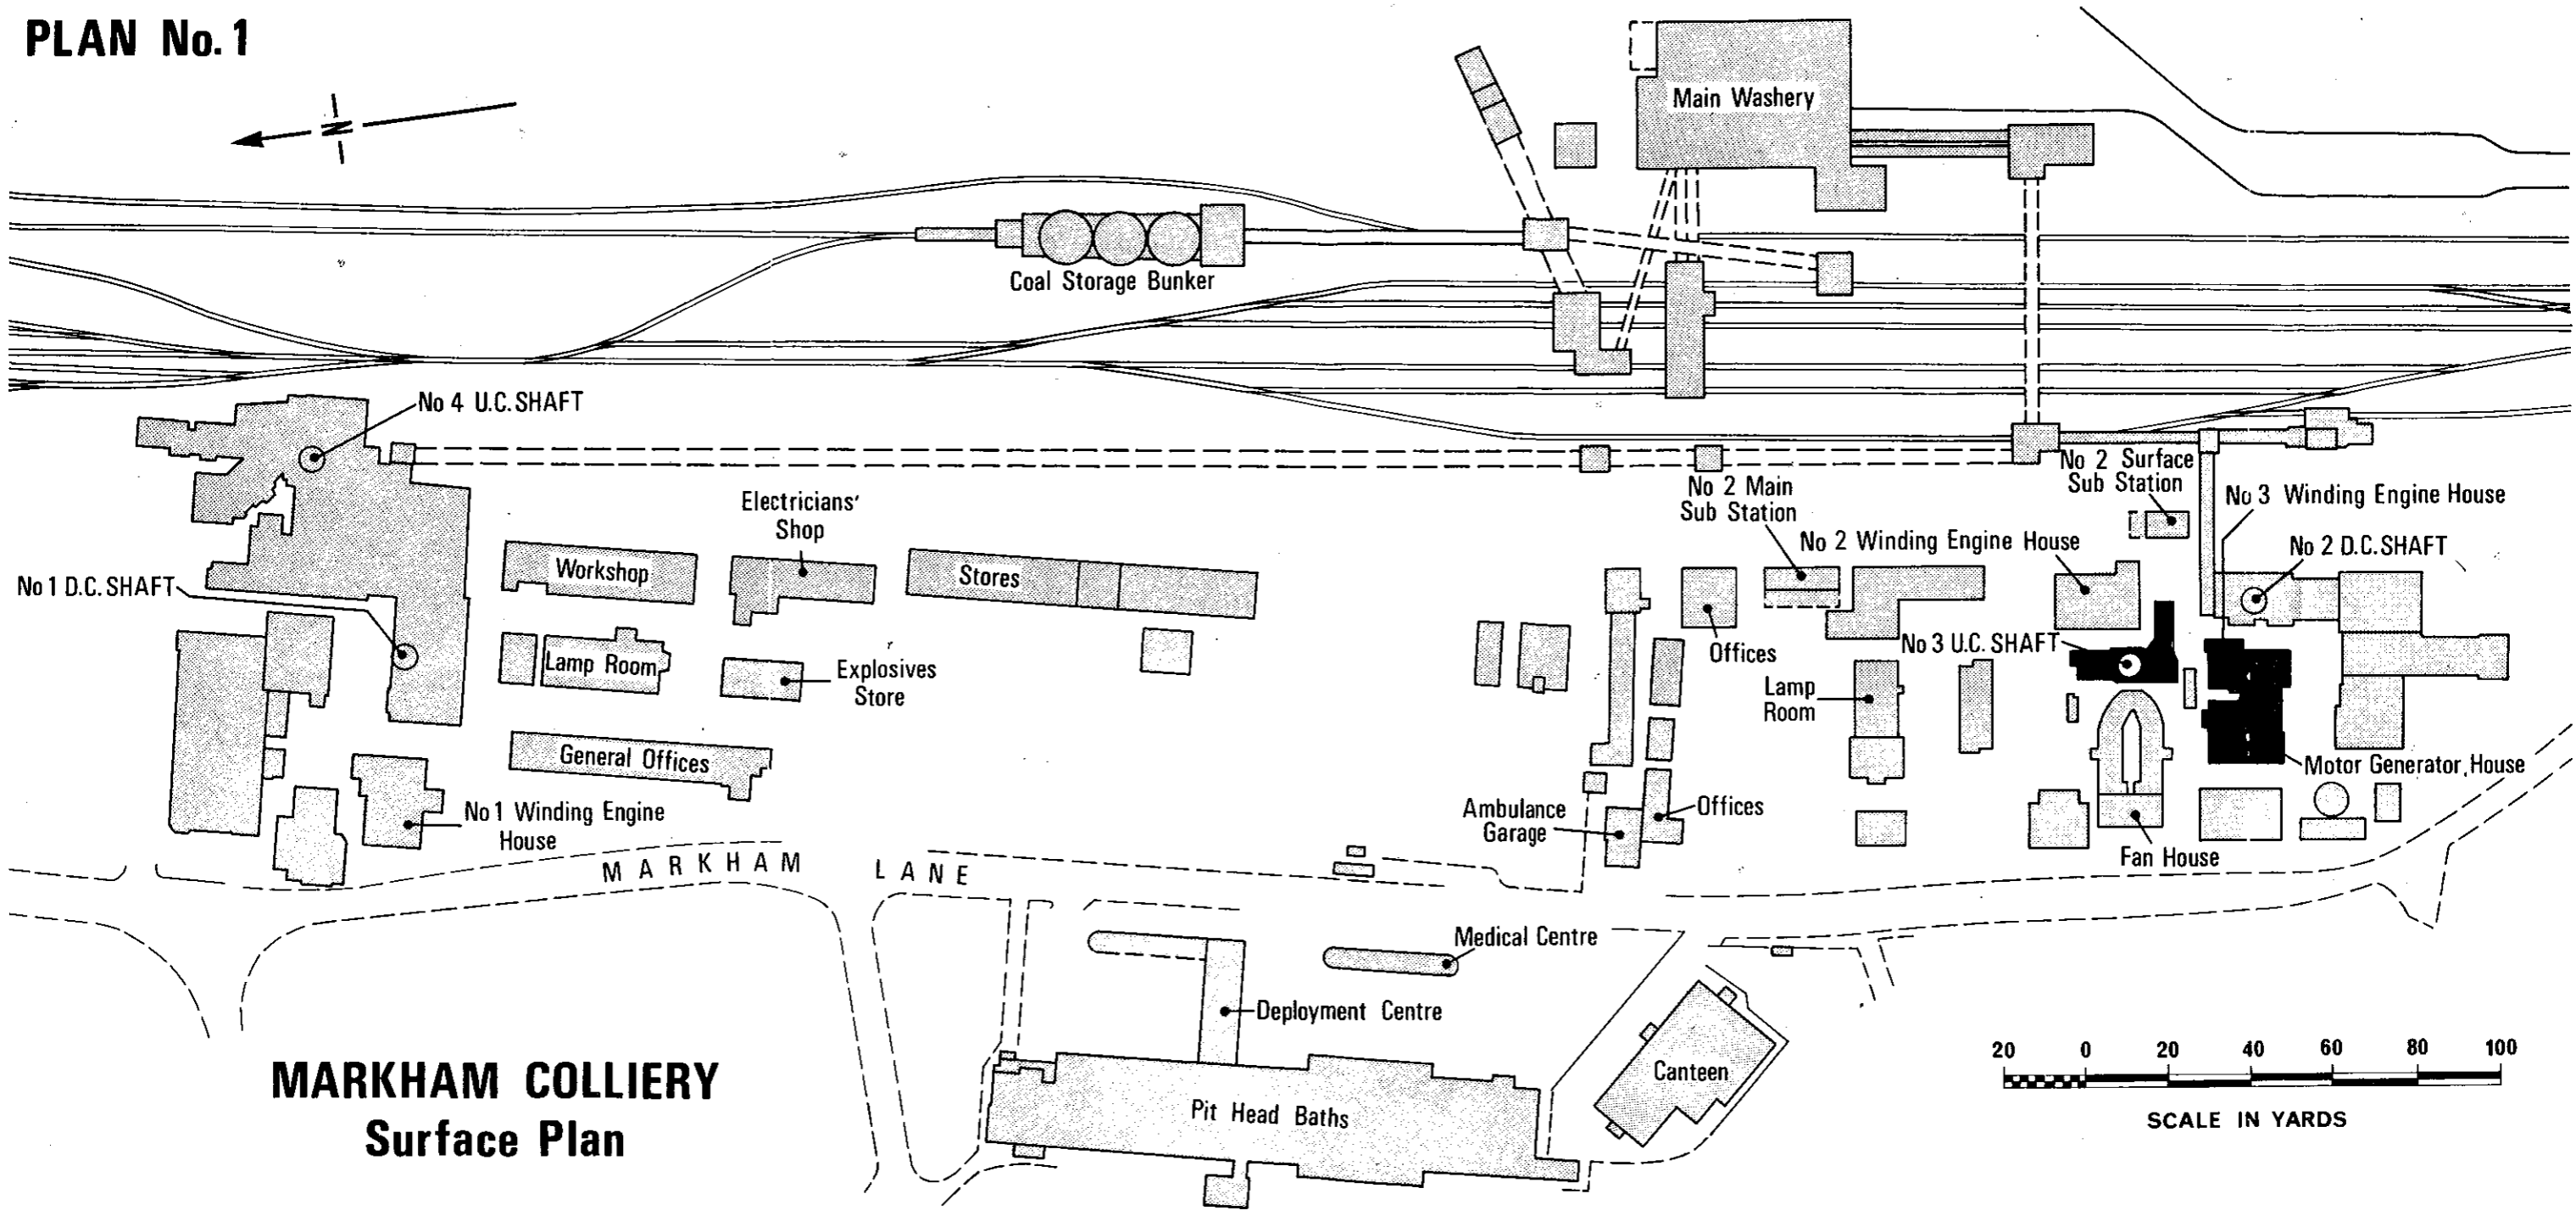 PLAN No. 1
N
Main Washery
Coal Storage Bunker
No 4 U.C. SHAFT
No 1 D.C. SHAFT
Electricians'
Shop
Workshop
Stores
Lamp Room
Explosives
Store
General Offices
No 1 Winding Engine
House
No 2 Main
Sub Station
No 2 Surface
Sub Station
No 3 Winding Engine House
No 2 Winding Engine House
No 2 D.C. SHAFT
Offices
No 3 U.C. SHAFT
Lamp
Room
Motor Generator House
Ambulance
Garage
Offices
Fan House
MARKHAM LANE
Medical Centre
Deployment Centre
Canteen
Pit Head Baths
MARKHAM COLLIERY
Surface Plan
20 0 20 40 60 80 100
SCALE IN YARDS